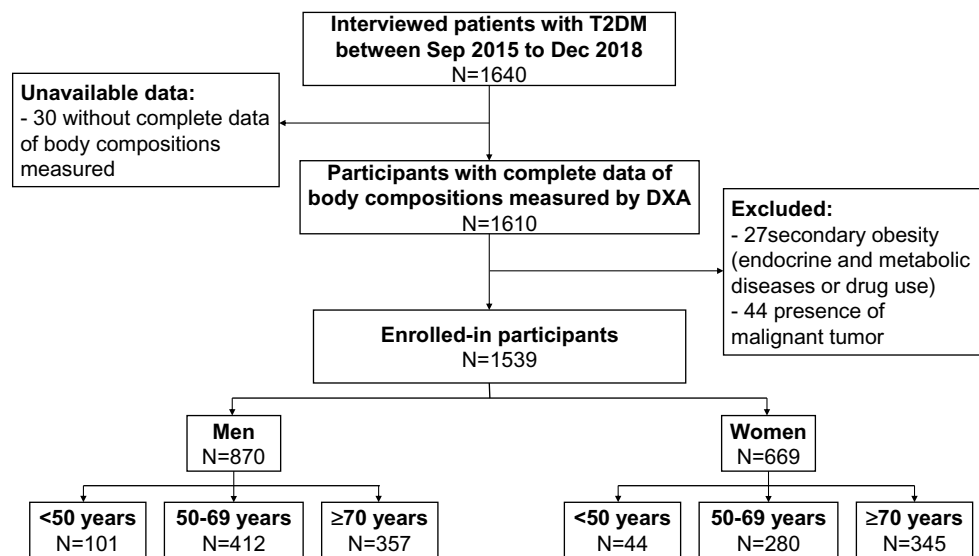 Interviewed patients with T2DM
between Sep 2015 to Dec 2018
N=1640
Unavailable data:
- 30 without complete data
of body compositions
measured
Participants with complete data of
body compositions measured by DXA
N=1610
Excluded:
- 27secondary obesity
(endocrine and metabolic
diseases or drug use)
- 44 presence of
malignant tumor
Enrolled-in participants
N=1539
Men
N=870
Women
N=669
<50 years
N=101
50-69 years
N=412
≥70 years
N=357
<50 years
N=44
50-69 years
N=280
≥70 years
N=345